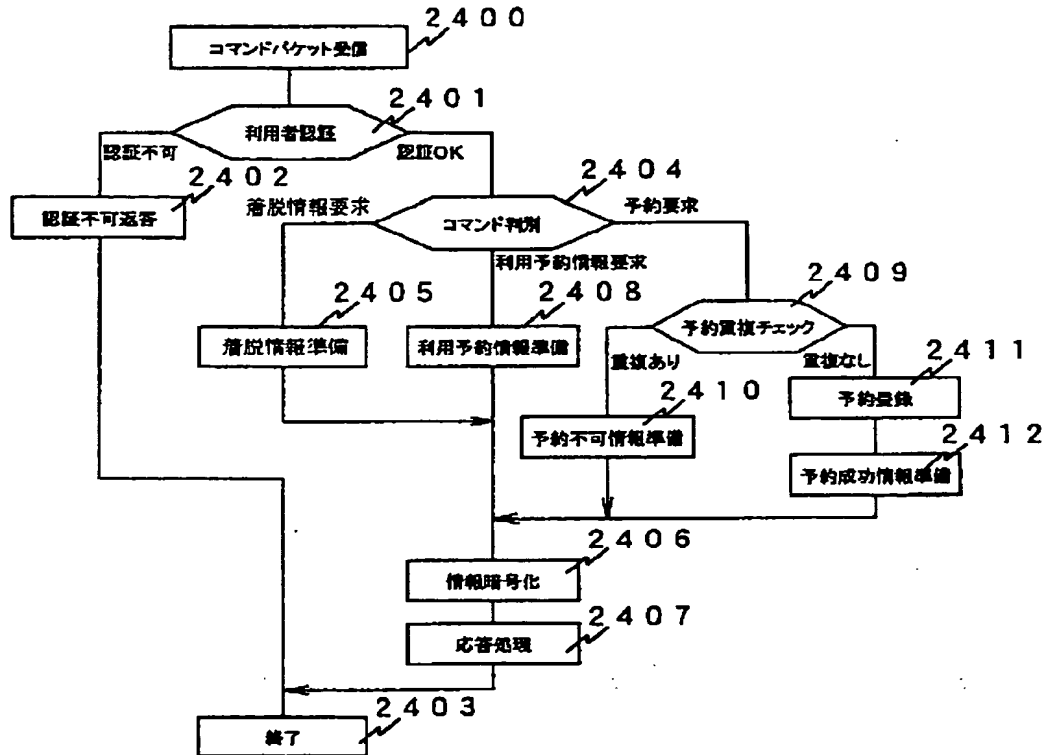 2400
コマンドパケット受信
2401
利用者認証
認証不可
認証OK
2402
認証不可返答
2404
着脱情報要求
コマンド判別
予約要求
利用予約情報要求
2405
着脱情報準備
2408
利用予約情報準備
2409
予約重複チェック
重複あり
重複なし
2410
予約不可情報準備
2411
予約登録
2412
予約成功情報準備
2406
情報暗号化
2407
応答処理
2403
終了